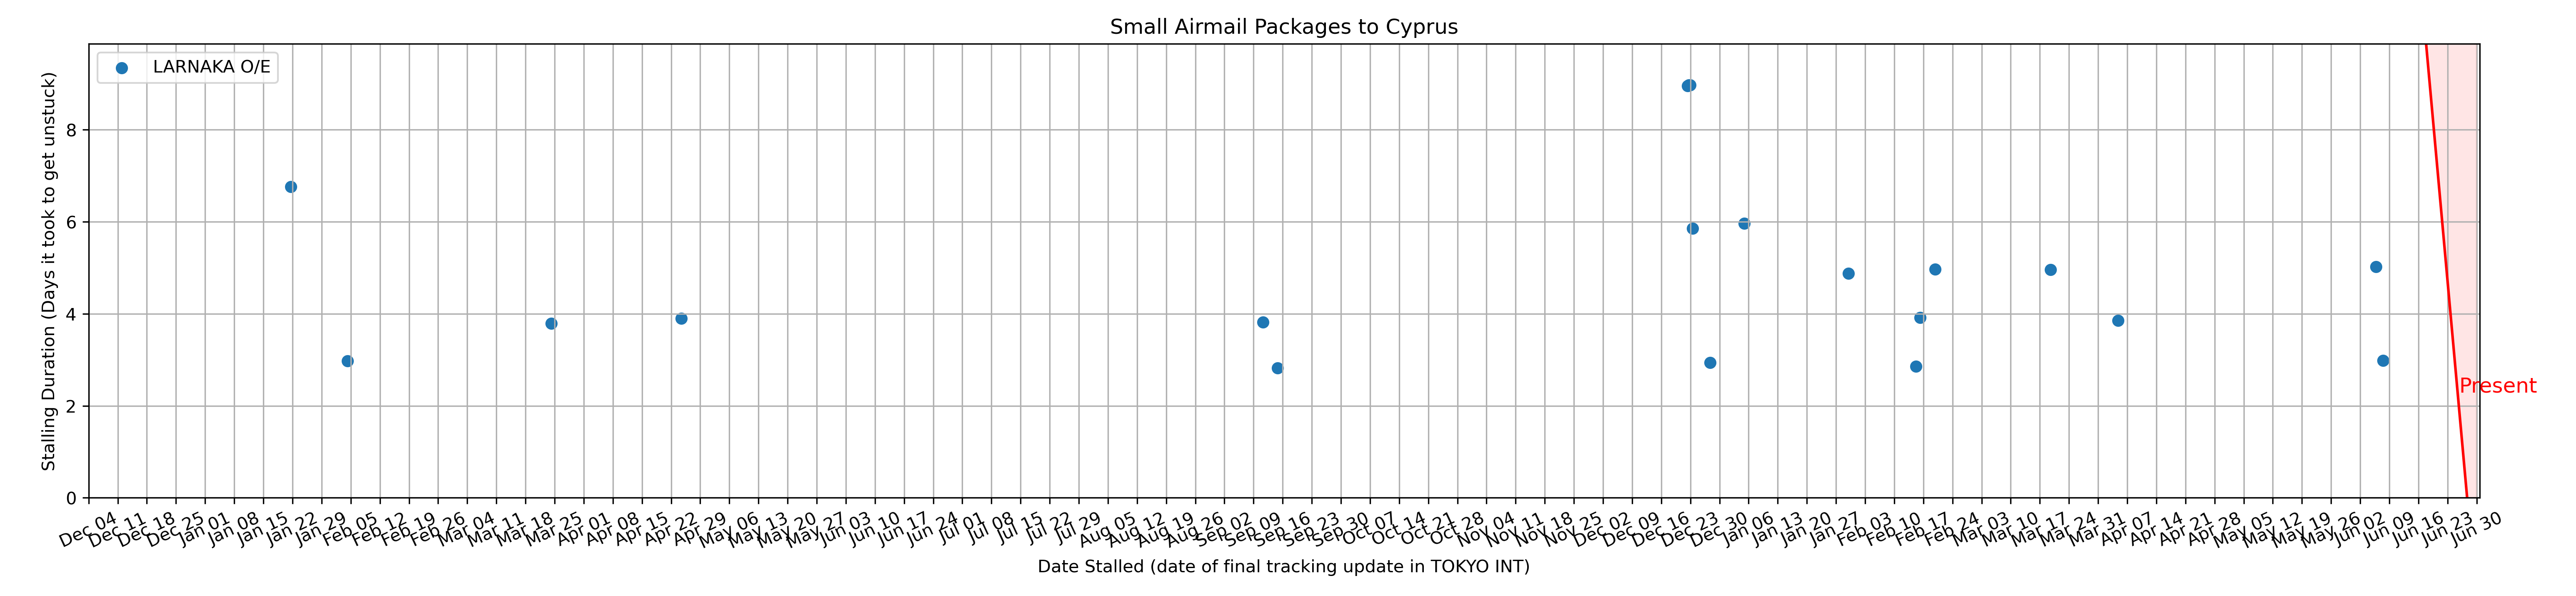 Small Airmail Packages to Cyprus
LARNAKA O/E
Stalling Duration (Days it took to get unstuck)
8
6
4
2
0
Present
Dec 04 Dec 11 Dec 18 Dec 25 Jan 01 Jan 08 Jan 15 Jan 22 Jan 29 Feb 05 Feb 12 Feb 19 Feb 26 Mar 04 Mar 11 Mar 18 Mar 25 Apr 01 Apr 08 Apr 15 Apr 22 Apr 29 May 06 May 13 May 20 May 27 Jun 03 Jun 10 Jun 17 Jun 24 Jul 01 Jul 08 Jul 15 Jul 22 Jul 29 Aug 05 Aug 12 Aug 19 Aug 26 Sep 02 Sep 09 Sep 16 Sep 23 Sep 30 Oct 07 Oct 14 Oct 21 Oct 28 Nov 04 Nov 11 Nov 18 Nov 25 Dec 02 Dec 09 Dec 16 Dec 23 Dec 30 Jan 06 Jan 13 Jan 20 Jan 27 Feb 03 Feb 10 Feb 17 Feb 24 Mar 03 Mar 10 Mar 17 Mar 24 Mar 31 Apr 07 Apr 14 Apr 21 Apr 28 May 05 May 12 May 19 May 26 Jun 02 Jun 09 Jun 16 Jun 23 Jun 30
Date Stalled (date of final tracking update in TOKYO INT)